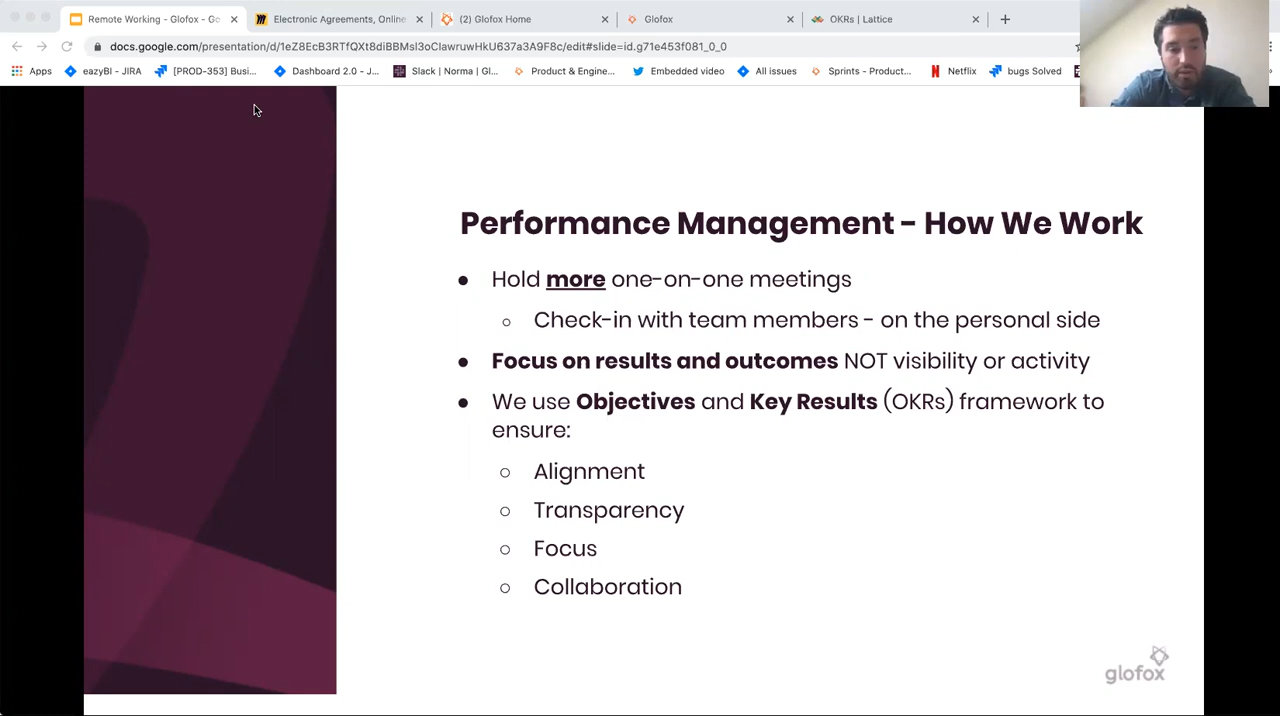 Remote Working - Glofox - Go
Electronic Agreements, Online
(2) Glofox Home
Glofox
OKRs | Lattice
docs.google.com/presentation/d/1eZ8EcB3RTfQXt8diBBMsl3oClawruwHkU637a3A9F8c/edit#slide=id.g71e453f081_0_0
Apps
eazyBI - JIRA
[PROD-353] Busi...
Dashboard 2.0 - J...
Slack | Norma | Gl...
Product & Engine...
Embedded video
All issues
Sprints - Product...
Netflix
bugs Solved
Performance Management - How We Work
● Hold more one-on-one meetings
○ Check-in with team members - on the personal side
● Focus on results and outcomes NOT visibility or activity
● We use Objectives and Key Results (OKRs) framework to
ensure:
○ Alignment
○ Transparency
○ Focus
○ Collaboration
glofox